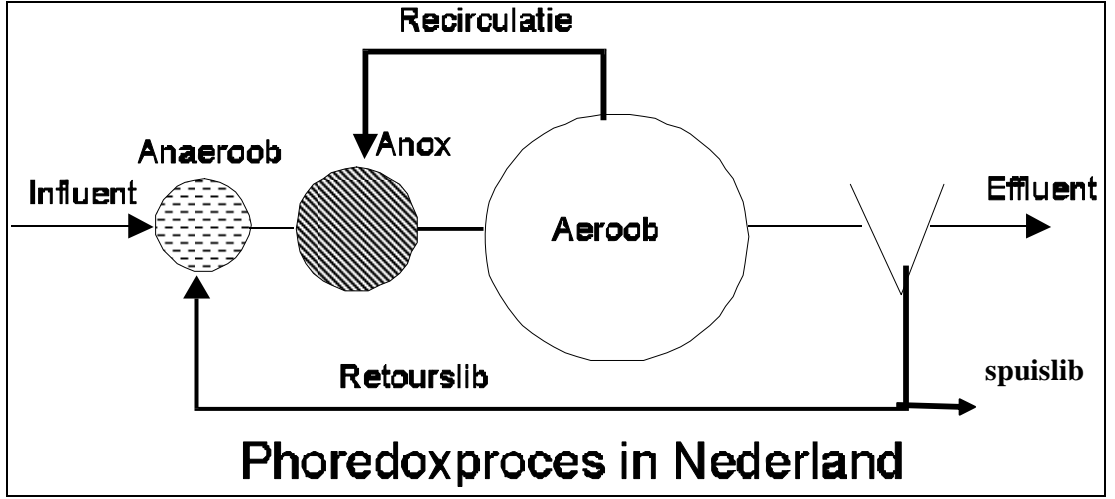 Recirculatie
Anaeroob
Anox
Influent
Aeroob
Effluent
Retourslib
spuislib
Phoredoxproces in Nederland